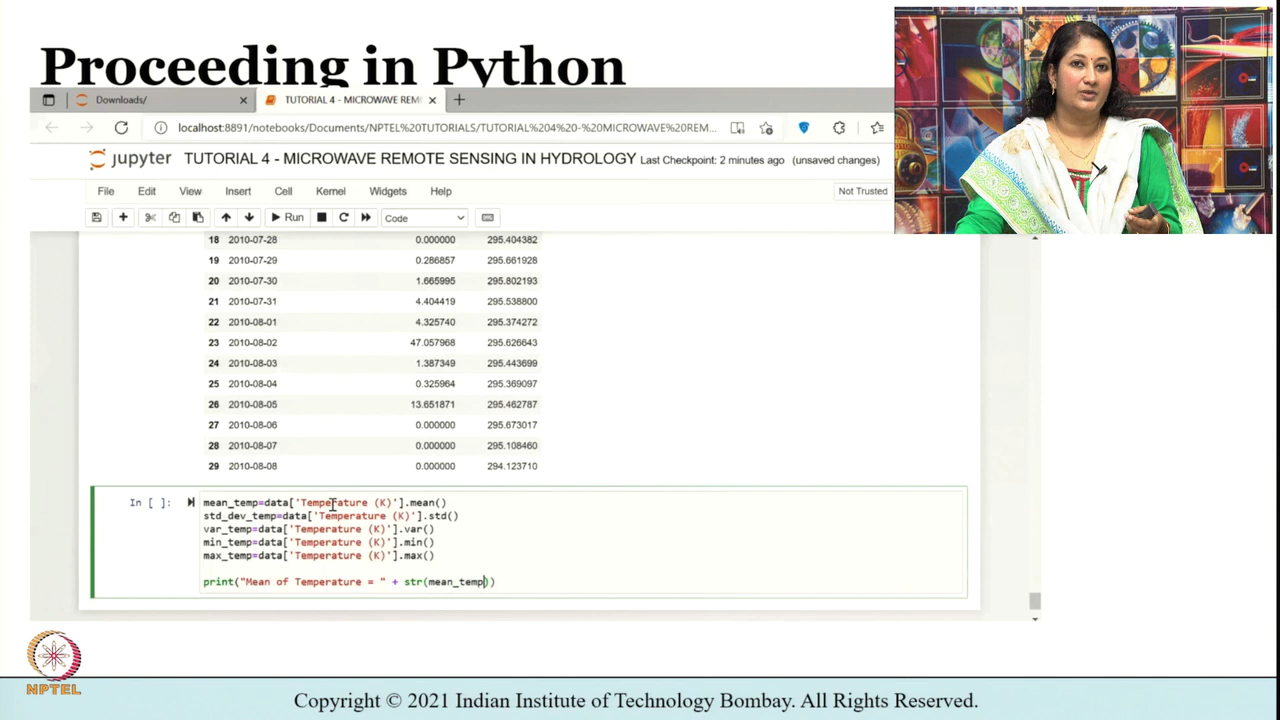 Proceeding in Python
Downloads/
TUTORIAL 4 - MICROWAVE REM
localhost:8891/notebooks/Documents/NPTEL%20TUTORIALS/TUTORIAL%204%20-%20MICROWAVE%20REM...
jupyter TUTORIAL 4 - MICROWAVE REMOTE SENSING IN HYDROLOGY Last Checkpoint: 2 minutes ago (unsaved changes)
File Edit View Insert Cell Kernel Widgets Help Not Trusted
Run Code
18 2010-07-28 0.000000 295.404382
19 2010-07-29 0.286857 295.661928
20 2010-07-30 1.665995 295.802193
21 2010-07-31 4.404419 295.538800
22 2010-08-01 4.325740 295.374272
23 2010-08-02 47.057968 295.626643
24 2010-08-03 1.387349 295.443699
25 2010-08-04 0.325964 295.369097
26 2010-08-05 13.651871 295.462787
27 2010-08-06 0.000000 295.673017
28 2010-08-07 0.000000 295.108460
29 2010-08-08 0.000000 294.123710
In [ ]: mean_temp=data['Temperature (K)'].mean()
std_dev_temp=data['Temperature (K)'].std()
var_temp=data['Temperature (K)'].var()
min_temp=data['Temperature (K)'].min()
max_temp=data['Temperature (K)'].max()
print("Mean of Temperature = " + str(mean_temp))
NPTEL
Copyright © 2021 Indian Institute of Technology Bombay. All Rights Reserved.